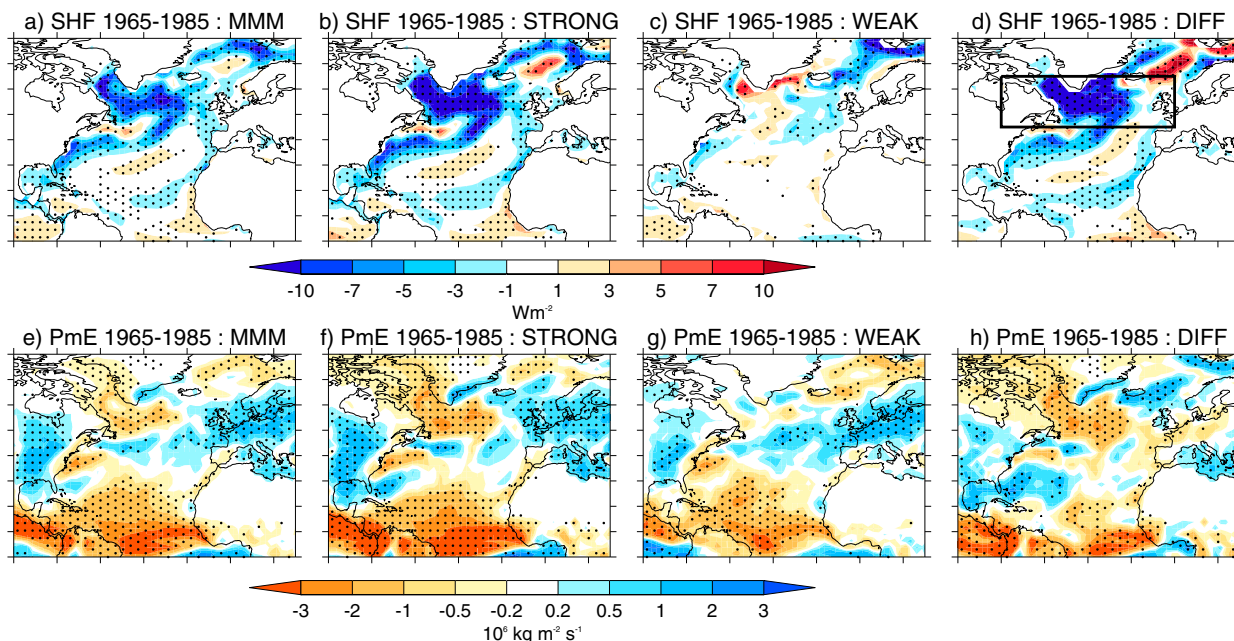 a) SHF 1965-1985 : MMM
b) SHF 1965-1985 : STRONG
c) SHF 1965-1985 : WEAK
d) SHF 1965-1985 : DIFF
-10 -7 -5 -3 -1 1 3 5 7 10
Wm⁻²
e) PmE 1965-1985 : MMM
f) PmE 1965-1985 : STRONG
g) PmE 1965-1985 : WEAK
h) PmE 1965-1985 : DIFF
-3 -2 -1 -0.5 -0.2 0.2 0.5 1 2 3
10⁶ kg m⁻² s⁻¹